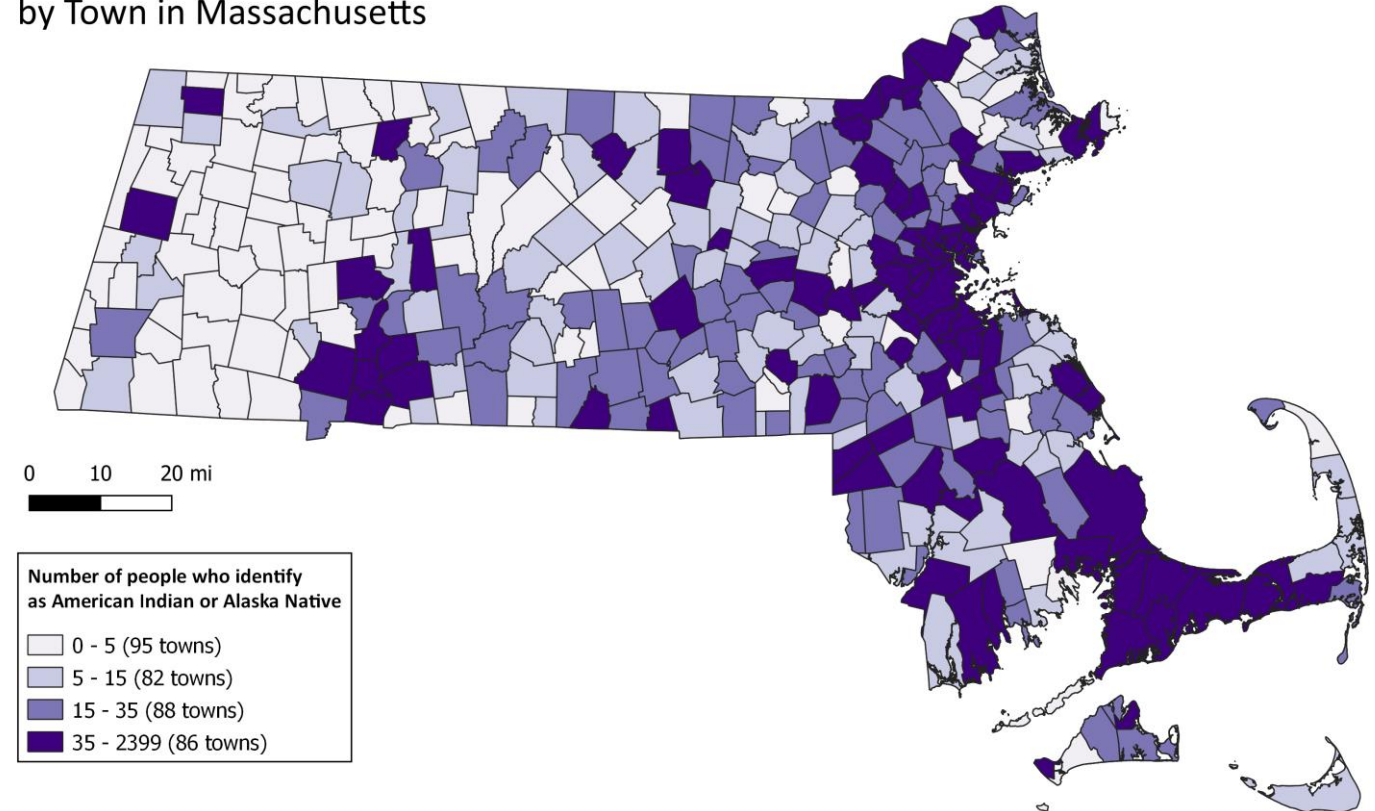 by Town in Massachusetts
0 10 20 mi
Number of people who identify
as American Indian or Alaska Native
0 - 5 (95 towns)
5 - 15 (82 towns)
15 - 35 (88 towns)
35 - 2399 (86 towns)